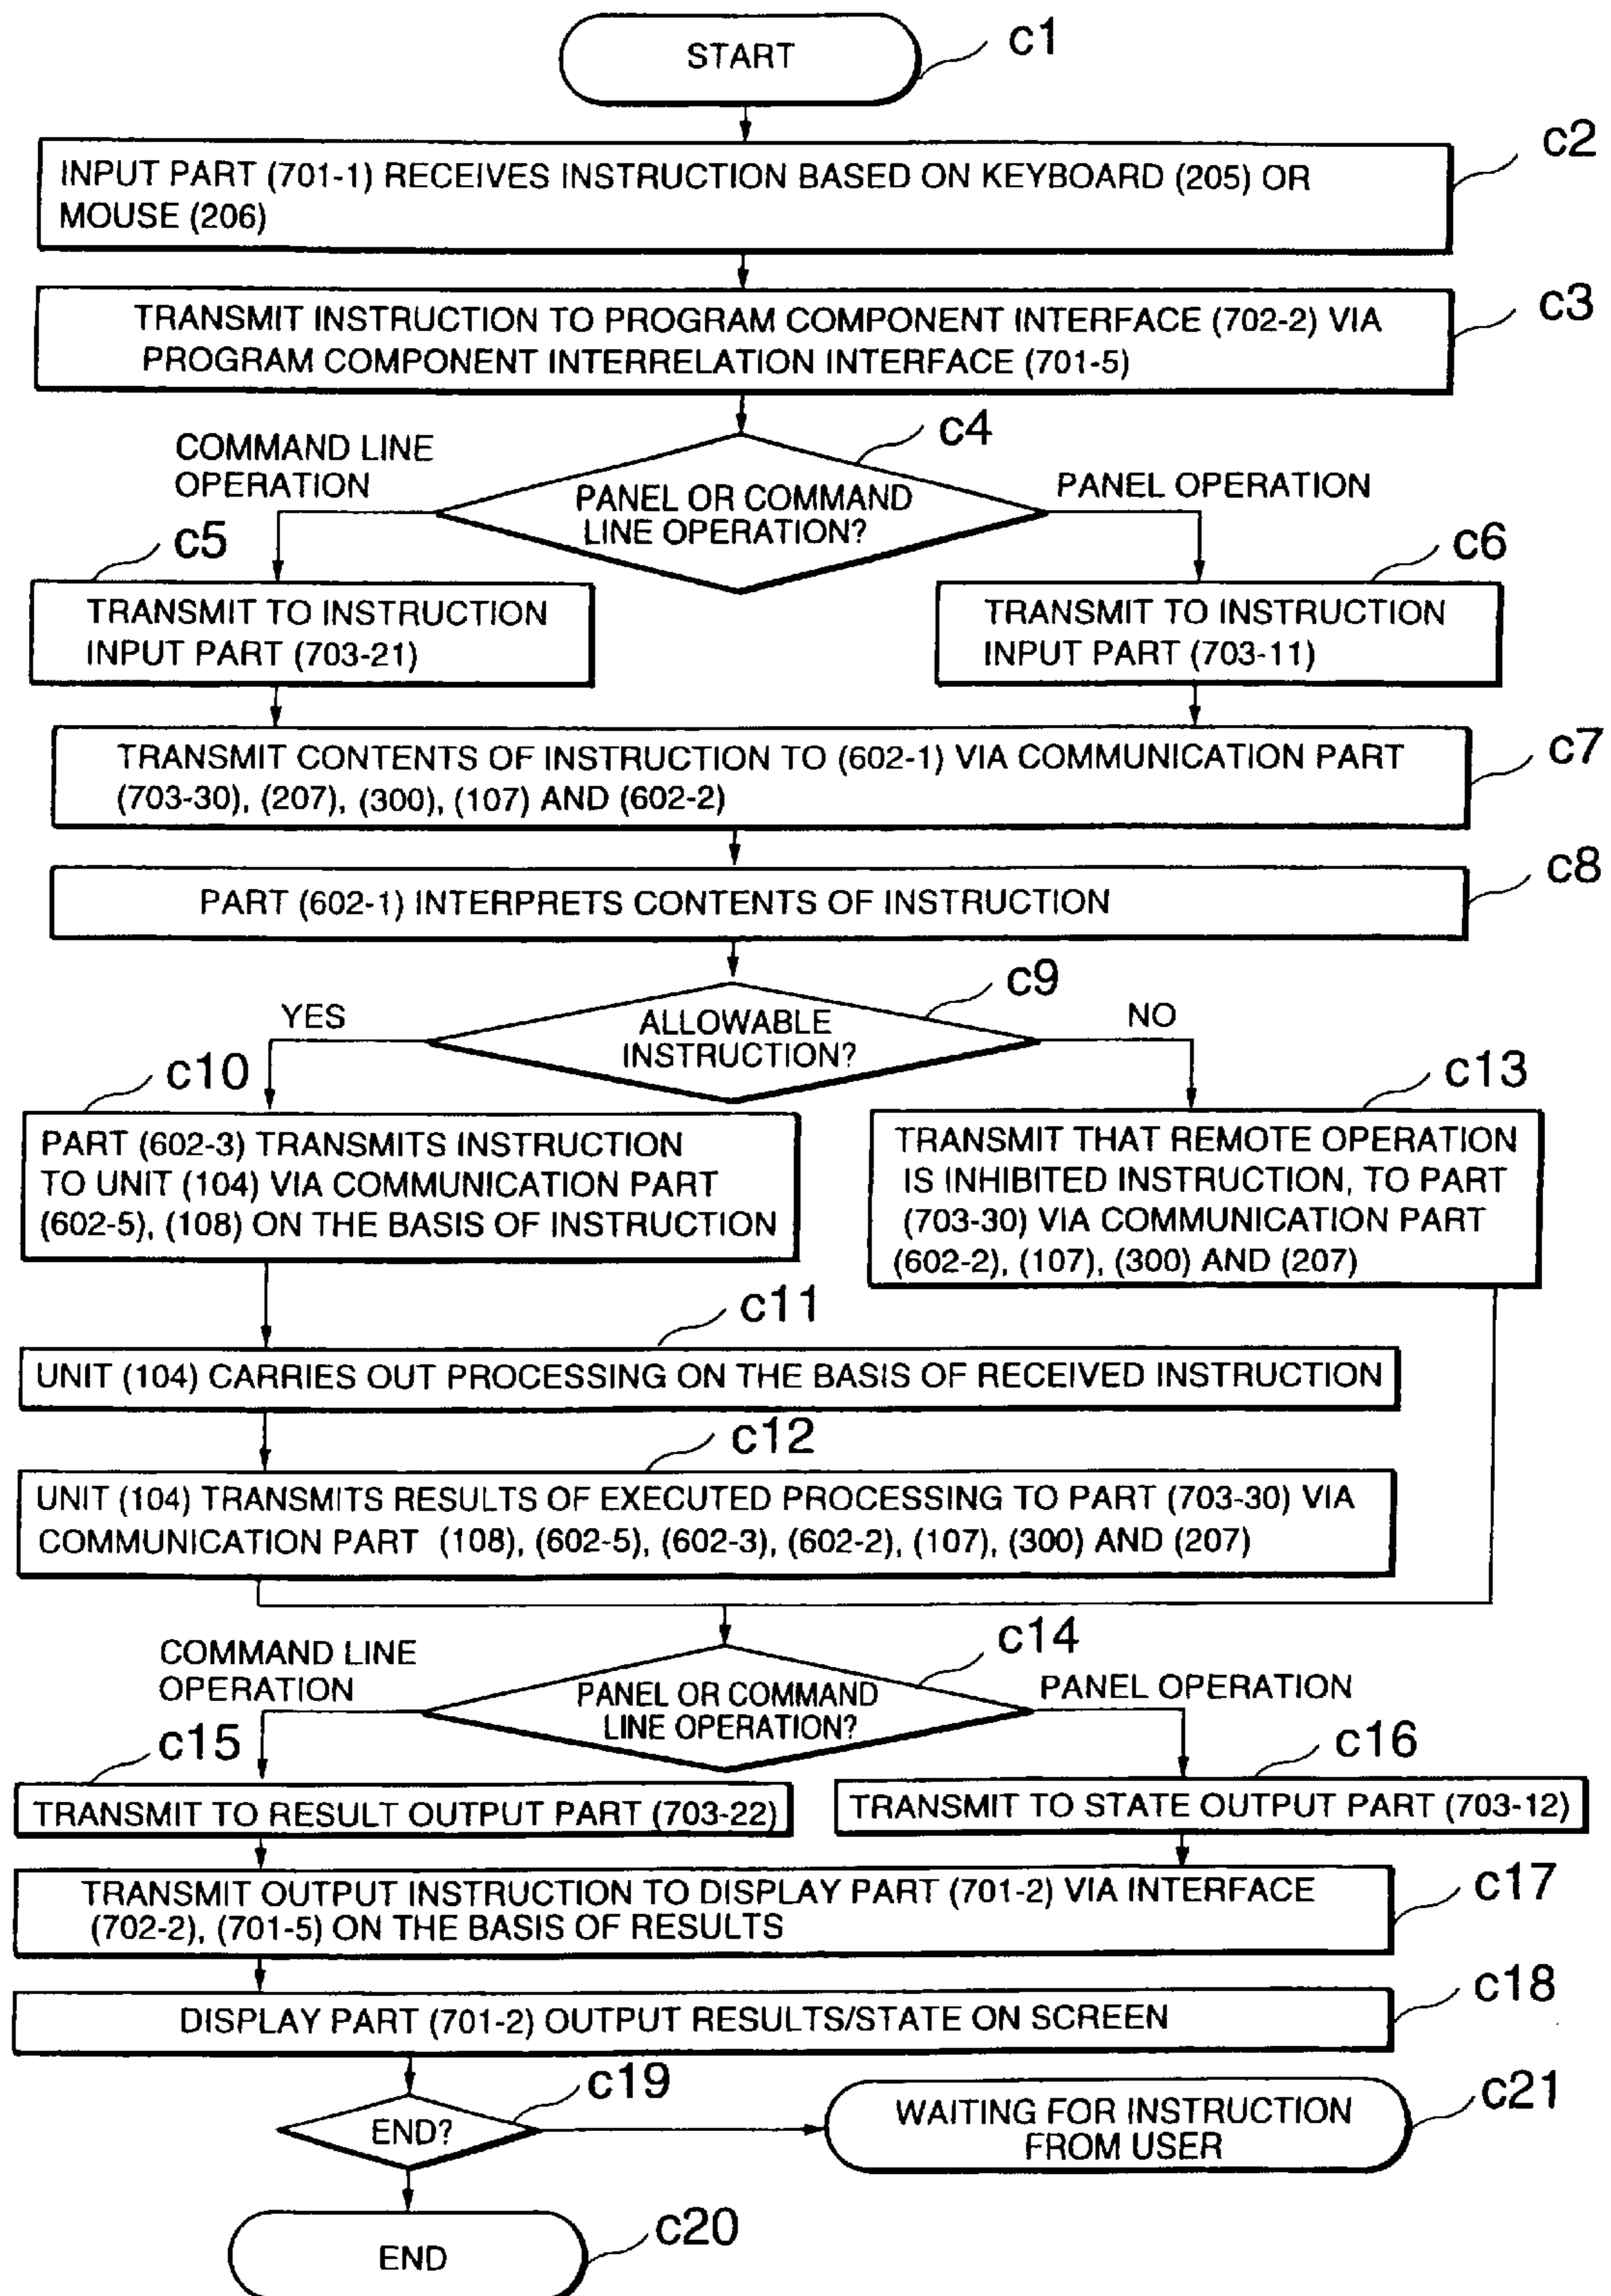 START
c1
c2
INPUT PART (701-1) RECEIVES INSTRUCTION BASED ON KEYBOARD (205) OR
MOUSE (206)
c3
TRANSMIT INSTRUCTION TO PROGRAM COMPONENT INTERFACE (702-2) VIA
PROGRAM COMPONENT INTERRELATION INTERFACE (701-5)
c4
COMMAND LINE
OPERATION
PANEL OR COMMAND
LINE OPERATION?
PANEL OPERATION
c5
c6
TRANSMIT TO INSTRUCTION
INPUT PART (703-21)
TRANSMIT TO INSTRUCTION
INPUT PART (703-11)
c7
TRANSMIT CONTENTS OF INSTRUCTION TO (602-1) VIA COMMUNICATION PART
(703-30), (207), (300), (107) AND (602-2)
c8
PART (602-1) INTERPRETS CONTENTS OF INSTRUCTION
c9
YES
ALLOWABLE
INSTRUCTION?
NO
c10
c13
PART (602-3) TRANSMITS INSTRUCTION
TO UNIT (104) VIA COMMUNICATION PART
(602-5), (108) ON THE BASIS OF INSTRUCTION
TRANSMIT THAT REMOTE OPERATION
IS INHIBITED INSTRUCTION, TO PART
(703-30) VIA COMMUNICATION PART
(602-2), (107), (300) AND (207)
c11
UNIT (104) CARRIES OUT PROCESSING ON THE BASIS OF RECEIVED INSTRUCTION
c12
UNIT (104) TRANSMITS RESULTS OF EXECUTED PROCESSING TO PART (703-30) VIA
COMMUNICATION PART (108), (602-5), (602-3), (602-2), (107), (300) AND (207)
c14
COMMAND LINE
OPERATION
PANEL OR COMMAND
LINE OPERATION?
PANEL OPERATION
c15
c16
TRANSMIT TO RESULT OUTPUT PART (703-22)
TRANSMIT TO STATE OUTPUT PART (703-12)
c17
TRANSMIT OUTPUT INSTRUCTION TO DISPLAY PART (701-2) VIA INTERFACE
(702-2), (701-5) ON THE BASIS OF RESULTS
c18
DISPLAY PART (701-2) OUTPUT RESULTS/STATE ON SCREEN
c19
END?
c21
WAITING FOR INSTRUCTION
FROM USER
c20
END